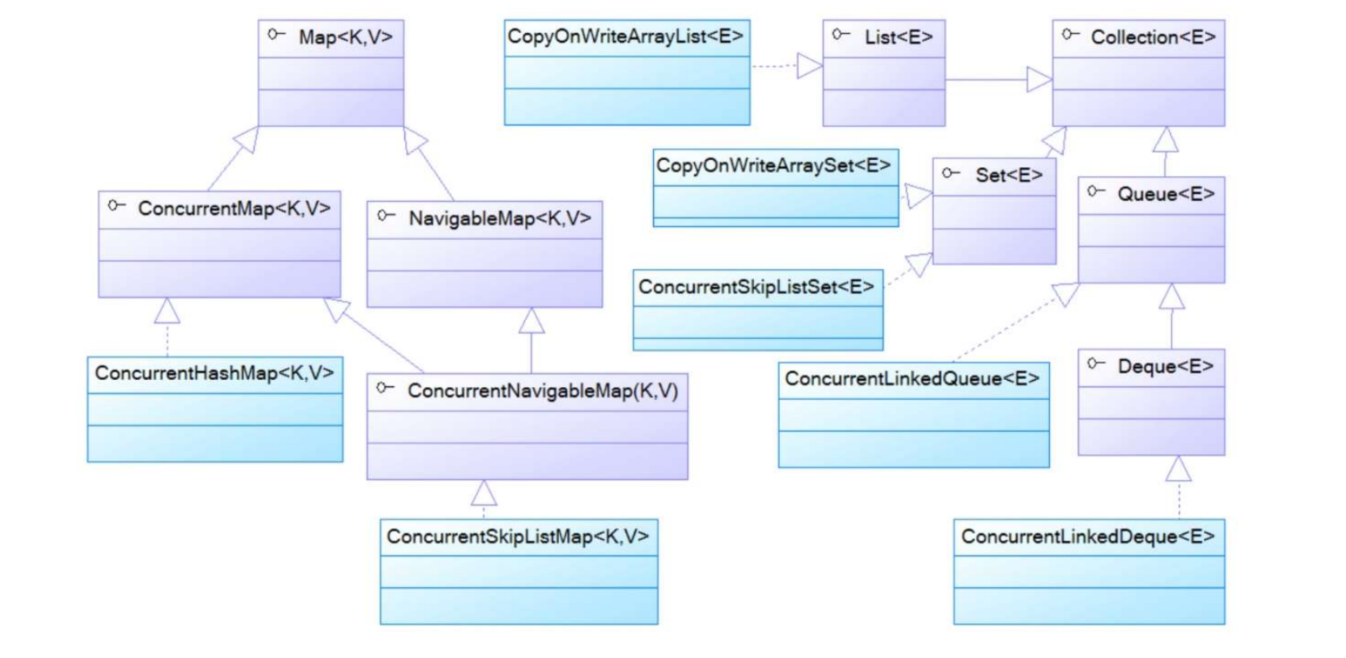 Map<K,V>
CopyOnWriteArrayList<E>
List<E>
Collection<E>
CopyOnWriteArraySet<E>
Set<E>
Queue<E>
ConcurrentMap<K,V>
NavigableMap<K,V>
ConcurrentSkipListSet<E>
ConcurrentHashMap<K,V>
ConcurrentNavigableMap(K,V)
ConcurrentLinkedQueue<E>
Deque<E>
ConcurrentSkipListMap<K,V>
ConcurrentLinkedDeque<E>